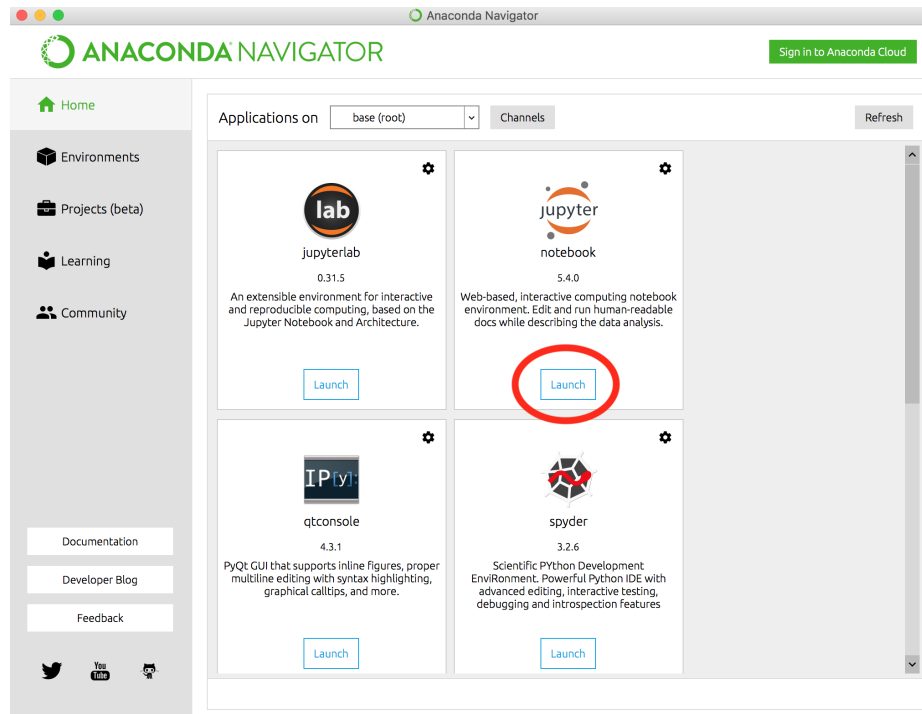 Anaconda Navigator
ANACONDA NAVIGATOR
Sign in to Anaconda Cloud
Home
Environments
Projects (beta)
Learning
Community
Documentation
Developer Blog
Feedback
You
Tube
Applications on
base (root)
Channels
Refresh
lab
jupyterlab
0.31.5
An extensible environment for interactive
and reproducible computing, based on the
Jupyter Notebook and Architecture.
Launch
jupyter
notebook
5.4.0
Web-based, interactive computing notebook
environment. Edit and run human-readable
docs while describing the data analysis.
Launch
IP[y]:
qtconsole
4.3.1
PyQt GUI that supports inline figures, proper
multiline editing with syntax highlighting,
graphical calltips, and more.
Launch
spyder
3.2.6
Scientific PYthon Development
EnviRonment. Powerful Python IDE with
advanced editing, interactive testing,
debugging and introspection features
Launch